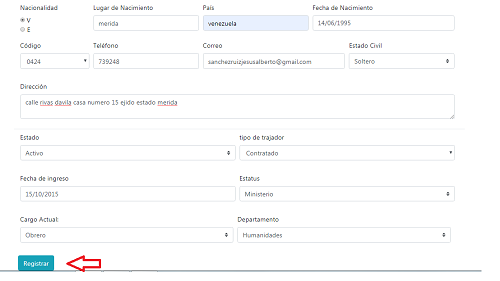 Nacionalidad Lugar de Nacimiento País Fecha de Nacimiento
V merida venezuela 14/06/1995
E
Código Teléfono Correo Estado Civil
0424 739248 sanchezruizjesusalberto@gmail.com Soltero
Dirección
calle rivas davila casa numero 15 ejido estado merida
Estado tipo de trajador
Activo Contratado
Fecha de ingreso Estatus
15/10/2015 Ministerio
Cargo Actual: Departamento
Obrero Humanidades
Registrar